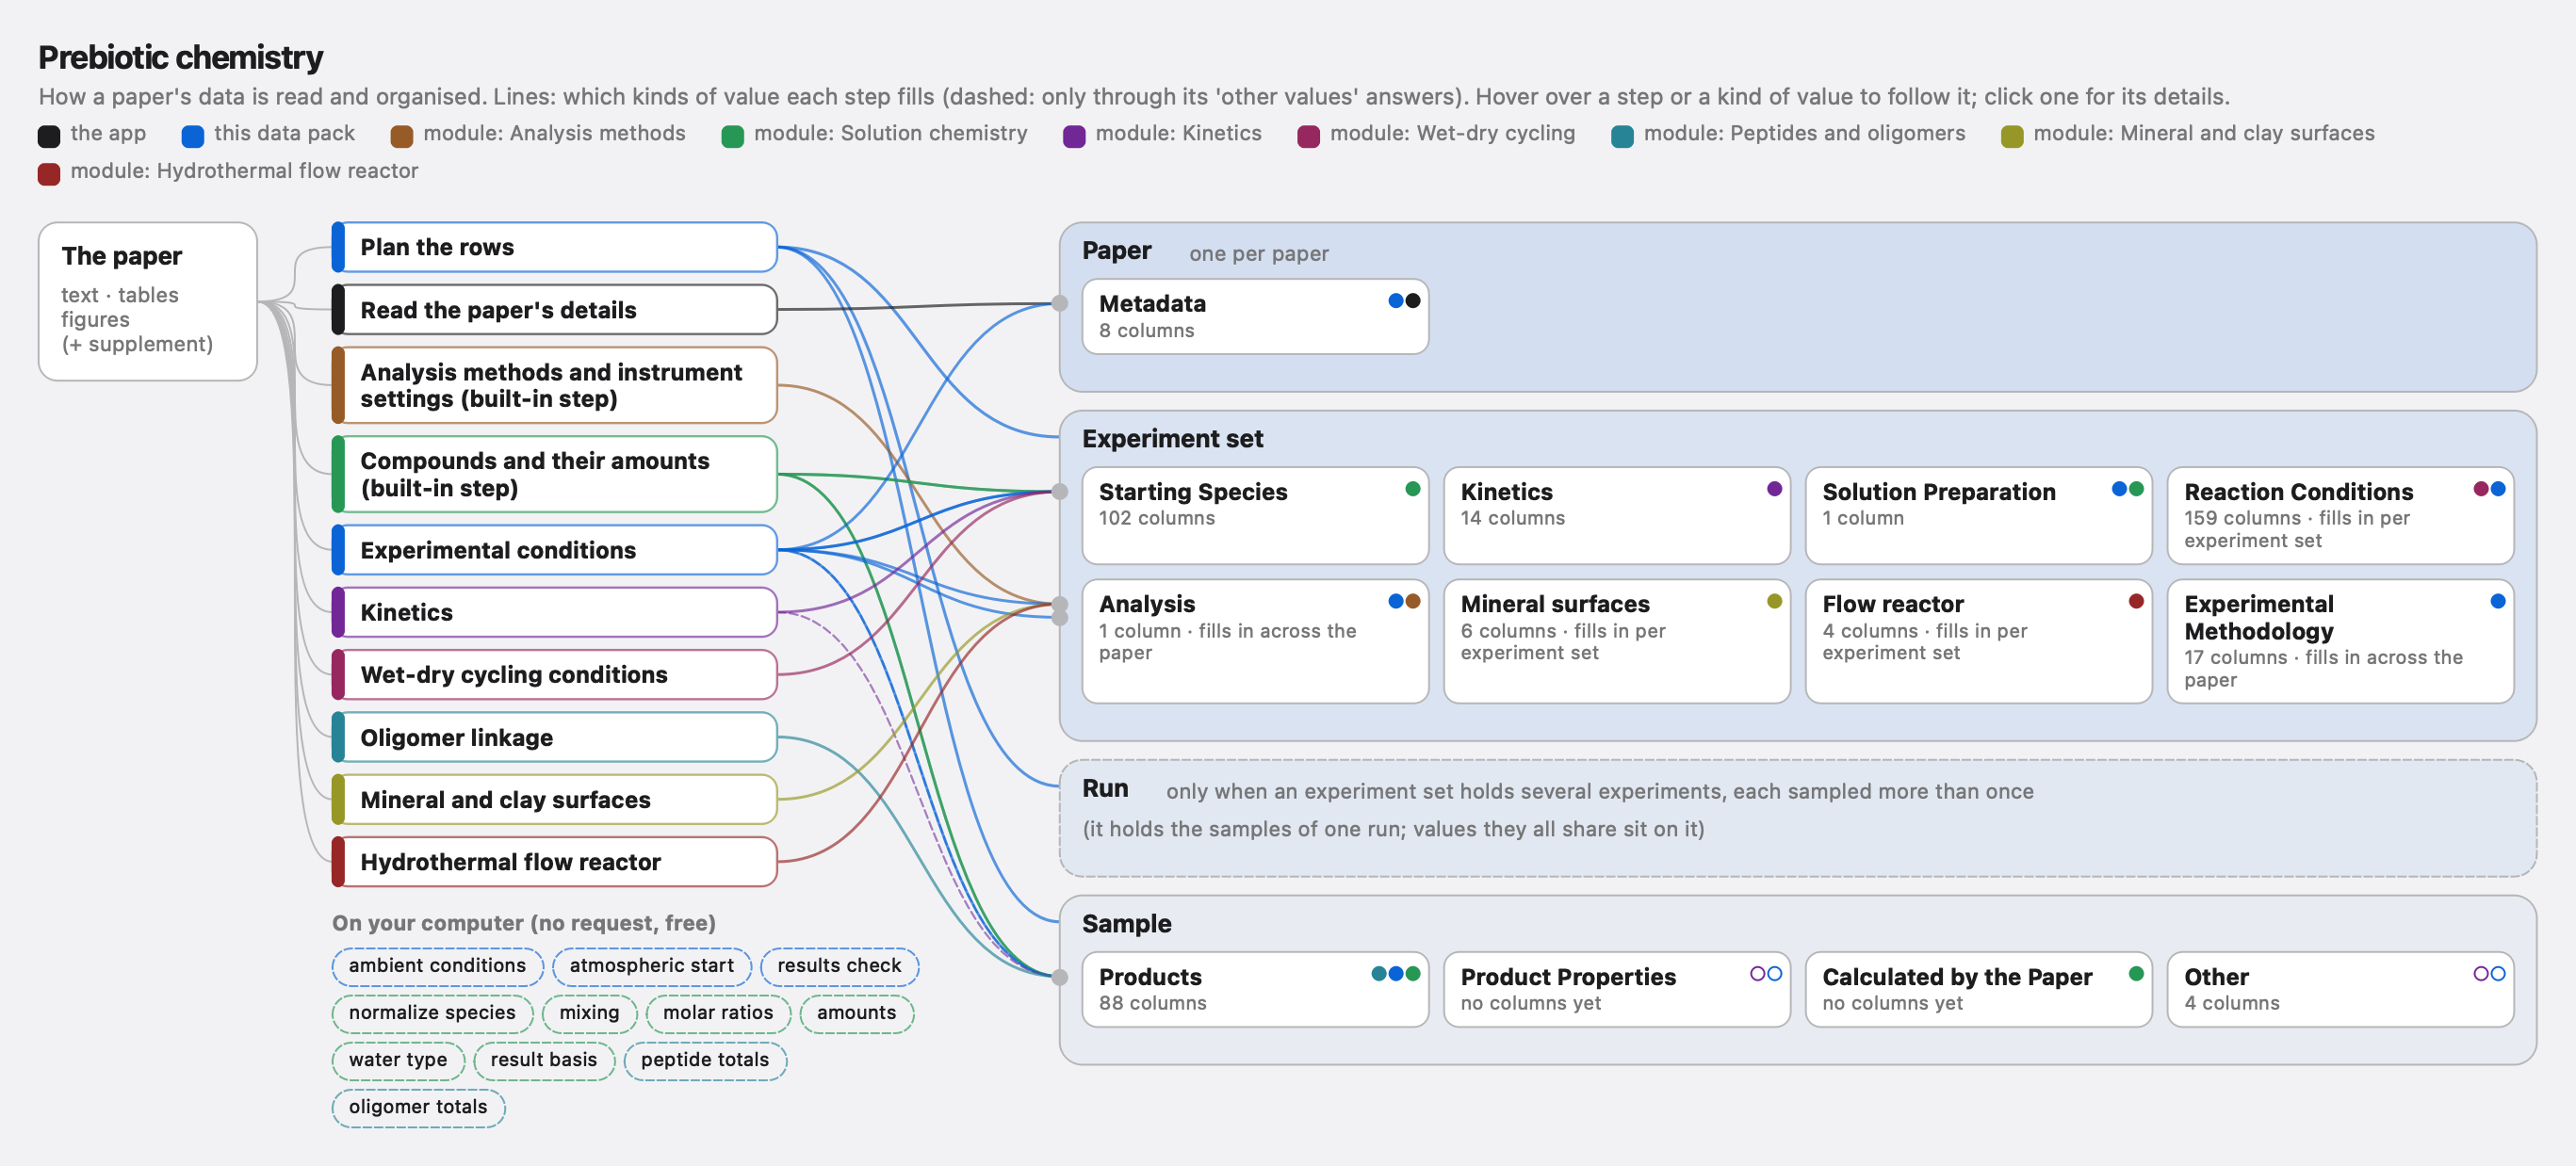 Prebiotic chemistry
How a paper's data is read and organised. Lines: which kinds of value each step fills (dashed: only through its 'other values' answers). Hover over a step or a kind of value to follow it; click one for its details.
the app
this data pack
module: Analysis methods
module: Solution chemistry
module: Kinetics
module: Wet-dry cycling
module: Peptides and oligomers
module: Mineral and clay surfaces
module: Hydrothermal flow reactor
The paper
text · tables
figures
(+ supplement)
Plan the rows
Read the paper's details
Analysis methods and instrument
settings (built-in step)
Compounds and their amounts
(built-in step)
Experimental conditions
Kinetics
Wet-dry cycling conditions
Oligomer linkage
Mineral and clay surfaces
Hydrothermal flow reactor
On your computer (no request, free)
ambient conditions
atmospheric start
results check
normalize species
mixing
molar ratios
amounts
water type
result basis
peptide totals
oligomer totals
Paper
one per paper
Metadata
8 columns
Experiment set
Starting Species
102 columns
Kinetics
14 columns
Solution Preparation
1 column
Reaction Conditions
159 columns · fills in per
experiment set
Analysis
1 column · fills in across the
paper
Mineral surfaces
6 columns · fills in per
experiment set
Flow reactor
4 columns · fills in per
experiment set
Experimental
Methodology
17 columns · fills in across the
paper
Run
only when an experiment set holds several experiments, each sampled more than once
(it holds the samples of one run; values they all share sit on it)
Sample
Products
88 columns
Product Properties
no columns yet
Calculated by the Paper
no columns yet
Other
4 columns